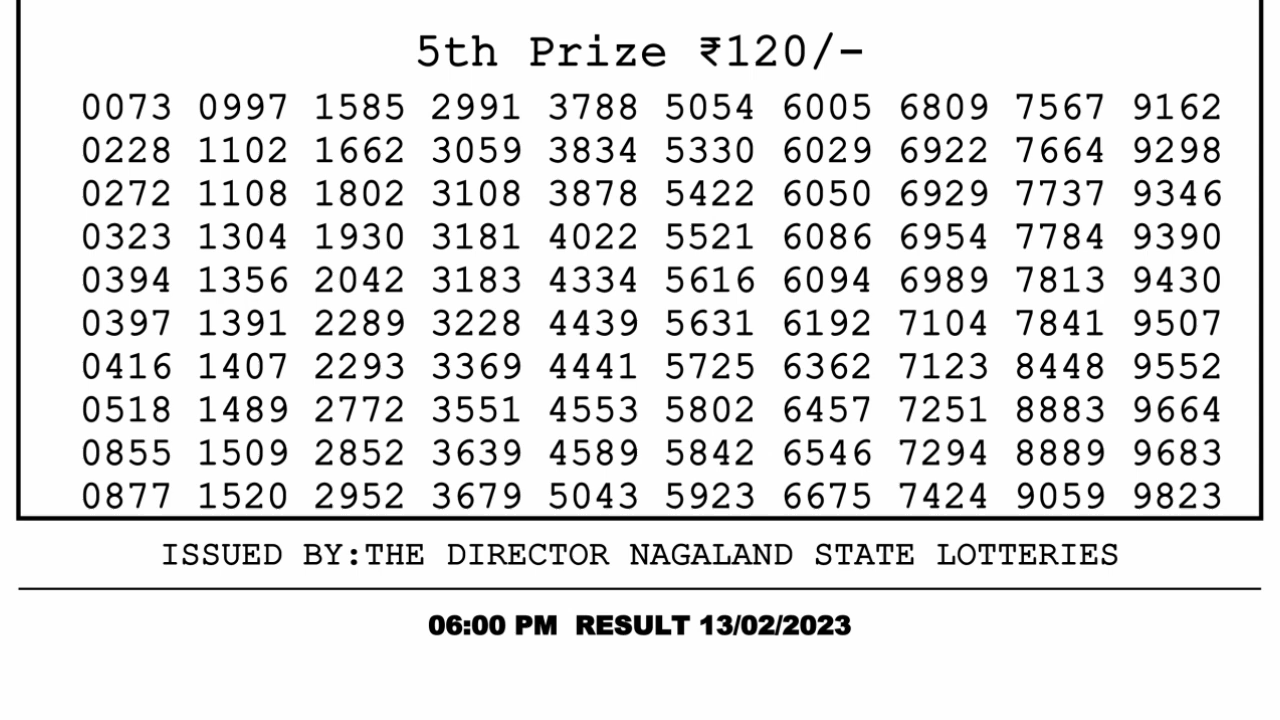 5th Prize ₹120/-
0073 0997 1585 2991 3788 5054 6005 6809 7567 9162
0228 1102 1662 3059 3834 5330 6029 6922 7664 9298
0272 1108 1802 3108 3878 5422 6050 6929 7737 9346
0323 1304 1930 3181 4022 5521 6086 6954 7784 9390
0394 1356 2042 3183 4334 5616 6094 6989 7813 9430
0397 1391 2289 3228 4439 5631 6192 7104 7841 9507
0416 1407 2293 3369 4441 5725 6362 7123 8448 9552
0518 1489 2772 3551 4553 5802 6457 7251 8883 9664
0855 1509 2852 3639 4589 5842 6546 7294 8889 9683
0877 1520 2952 3679 5043 5923 6675 7424 9059 9823
ISSUED BY:THE DIRECTOR NAGALAND STATE LOTTERIES
06:00 PM RESULT 13/02/2023